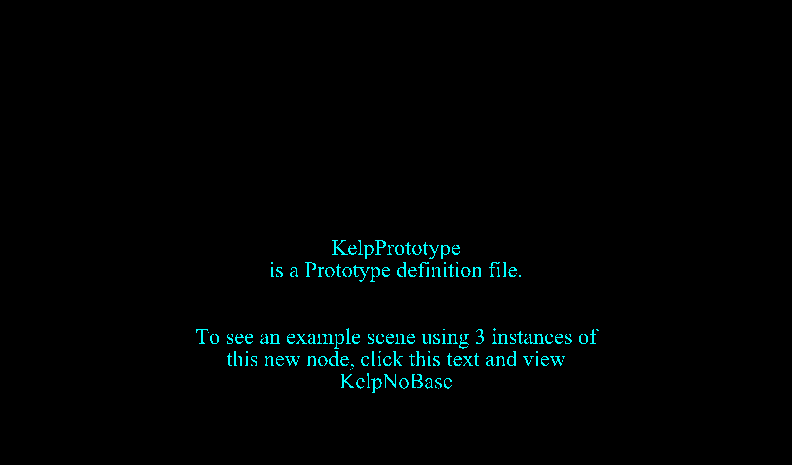 KelpPrototype
is a Prototype definition file.
To see an example scene using 3 instances of
this new node, click this text and view
KelpNoBase